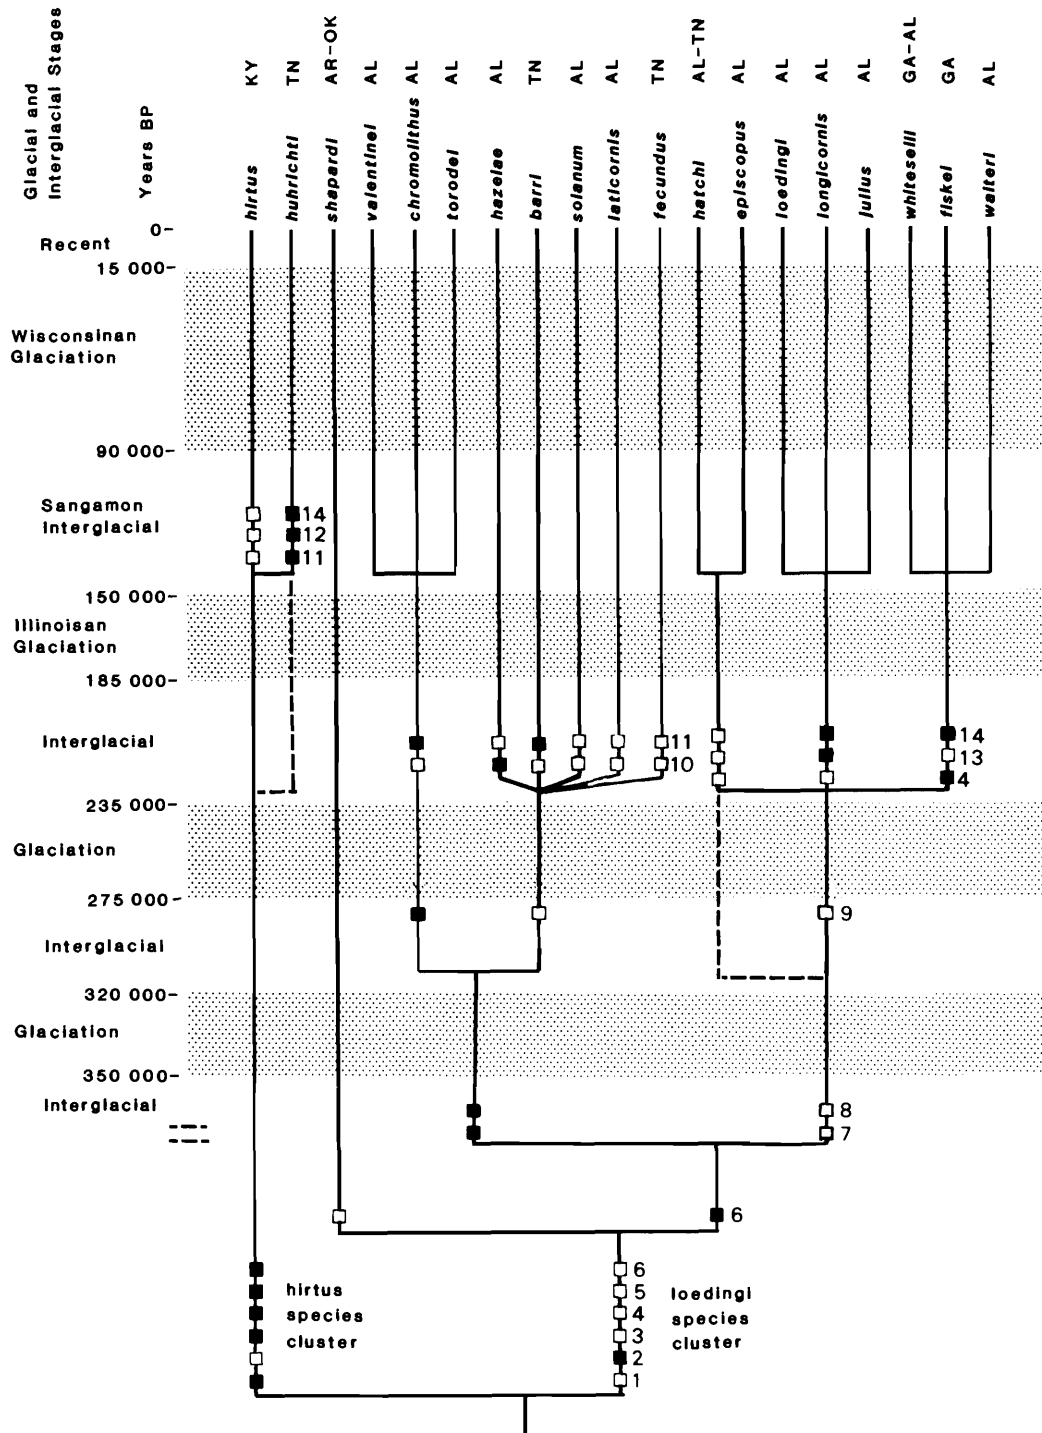 Glacial and
Interglacial Stages
Years BP
KY
TN
AR-OK
AL
AL
AL
AL
TN
AL
AL
TN
AL-TN
AL
AL
AL
AL
GA-AL
GA
AL
hirtus
huhrichti
shapardi
valentinei
chromolithus
torodei
hazelae
barri
solanum
laticornis
fecundus
hatchi
episcopus
loedingi
longicornis
julius
whiteselli
fiskei
walteri
0-
Recent
15 000-
Wisconsinan
Glaciation
90 000-
Sangamon
Interglacial
14
12
11
150 000-
Illinoisan
Glaciation
185 000-
Interglacial
11
10
14
13
4
235 000-
Glaciation
275 000-
9
Interglacial
320 000-
Glaciation
350 000-
Interglacial
8
7
6
6
hirtus
species
cluster
5
4
3
2
1
loedingi
species
cluster